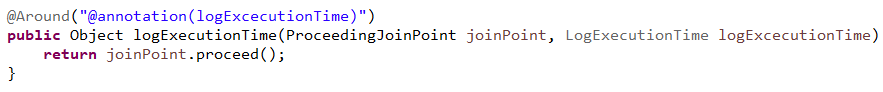 @Around("@annotation(logExcecutionTime)")
public Object logExecutionTime(ProceedingJoinPoint joinPoint, LogExecutionTime logExcecutionTime)
    return joinPoint.proceed();
}